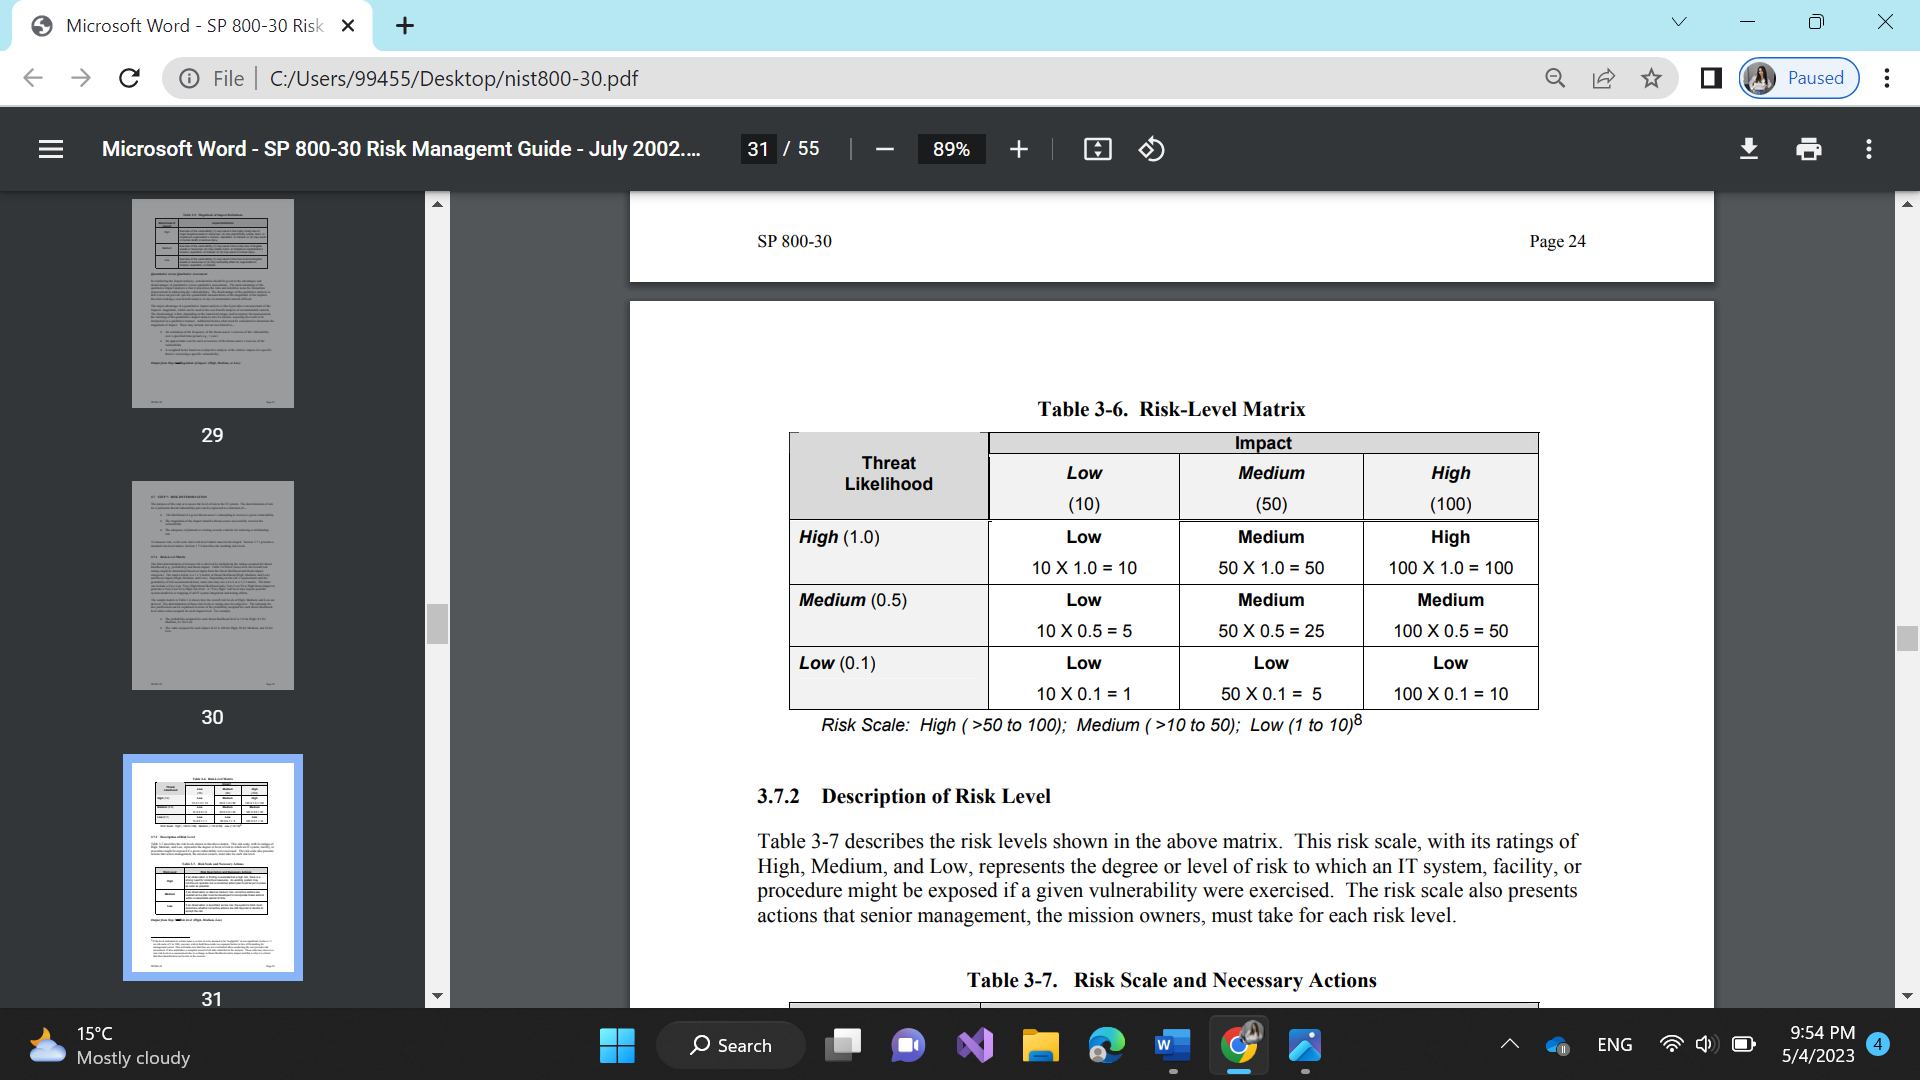 Microsoft Word - SP 800-30 Risk
File
C:/Users/99455/Desktop/nist800-30.pdf
Paused
Microsoft Word - SP 800-30 Risk Managemt Guide - July 2002....
31 / 55
89%
29
30
31
SP 800-30
Page 24
Table 3-6. Risk-Level Matrix
Threat Likelihood
Impact
Low (10)
Medium (50)
High (100)
High (1.0)
Low 10 X 1.0 = 10
Medium 50 X 1.0 = 50
High 100 X 1.0 = 100
Medium (0.5)
Low 10 X 0.5 = 5
Medium 50 X 0.5 = 25
Medium 100 X 0.5 = 50
Low (0.1)
Low 10 X 0.1 = 1
Low 50 X 0.1 = 5
Low 100 X 0.1 = 10
Risk Scale: High ( >50 to 100); Medium ( >10 to 50); Low (1 to 10)8
3.7.2 Description of Risk Level
Table 3-7 describes the risk levels shown in the above matrix. This risk scale, with its ratings of
High, Medium, and Low, represents the degree or level of risk to which an IT system, facility, or
procedure might be exposed if a given vulnerability were exercised. The risk scale also presents
actions that senior management, the mission owners, must take for each risk level.
Table 3-7. Risk Scale and Necessary Actions
15°C
Mostly cloudy
Search
ENG
9:54 PM
5/4/2023
4